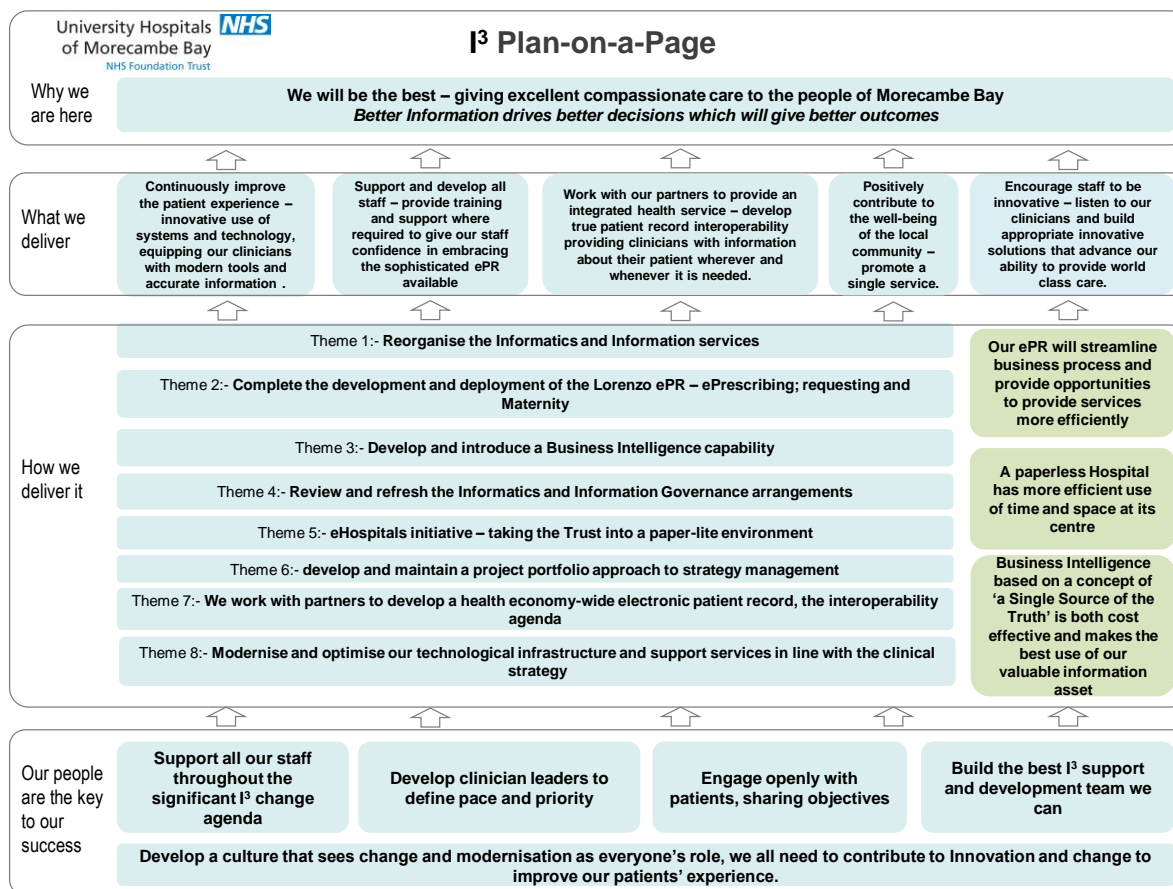 University Hospitals NHS
of Morecambe Bay
NHS Foundation Trust
I³ Plan-on-a-Page
Why we
are here
We will be the best – giving excellent compassionate care to the people of Morecambe Bay
Better Information drives better decisions which will give better outcomes
What we
deliver
Continuously improve
the patient experience –
innovative use of
systems and technology,
equipping our clinicians
with modern tools and
accurate information .
Support and develop all
staff – provide training
and support where
required to give our staff
confidence in embracing
the sophisticated ePR
available
Work with our partners to provide an
integrated health service – develop
true patient record interoperability
providing clinicians with information
about their patient wherever and
whenever it is needed.
Positively
contribute to
the well-being
of the local
community –
promote a
single service.
Encourage staff to be
innovative – listen to our
clinicians and build
appropriate innovative
solutions that advance our
ability to provide world
class care.
How we
deliver it
Theme 1:- Reorganise the Informatics and Information services
Theme 2:- Complete the development and deployment of the Lorenzo ePR – ePrescribing; requesting and
Maternity
Theme 3:- Develop and introduce a Business Intelligence capability
Theme 4:- Review and refresh the Informatics and Information Governance arrangements
Theme 5:- eHospitals initiative – taking the Trust into a paper-lite environment
Theme 6:- develop and maintain a project portfolio approach to strategy management
Theme 7:- We work with partners to develop a health economy-wide electronic patient record, the interoperability
agenda
Theme 8:- Modernise and optimise our technological infrastructure and support services in line with the clinical
strategy
Our ePR will streamline
business process and
provide opportunities
to provide services
more efficiently
A paperless Hospital
has more efficient use
of time and space at its
centre
Business Intelligence
based on a concept of
‘a Single Source of the
Truth’ is both cost
effective and makes the
best use of our
valuable information
asset
Our people
are the key
to our
success
Support all our staff
throughout the
significant I³ change
agenda
Develop clinician leaders to
define pace and priority
Engage openly with
patients, sharing objectives
Build the best I³ support
and development team we
can
Develop a culture that sees change and modernisation as everyone’s role, we all need to contribute to Innovation and change to
improve our patients’ experience.